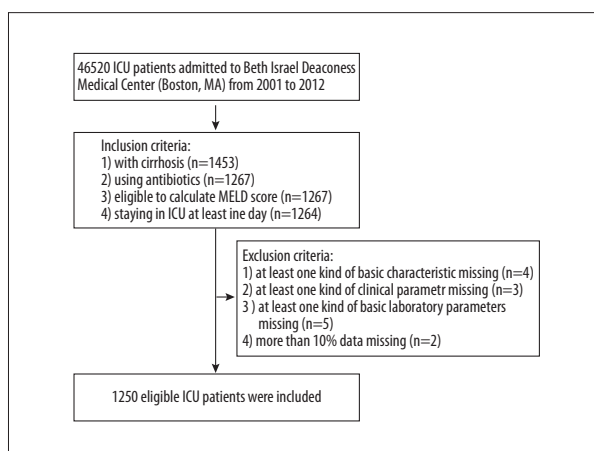 46520 ICU patients admitted to Beth Israel Deaconess
Medical Center (Boston, MA) from 2001 to 2012
Inclusion criteria:
1) with cirrhosis (n=1453)
2) using antibiotics (n=1267)
3) eligible to calculate MELD score (n=1267)
4) staying in ICU at least ine day (n=1264)
Exclusion criteria:
1) at least one kind of basic characteristic missing (n=4)
2) at least one kind of clinical parametr missing (n=3)
3 ) at least one kind of basic laboratory parameters
missing (n=5)
4) more than 10% data missing (n=2)
1250 eligible ICU patients were included